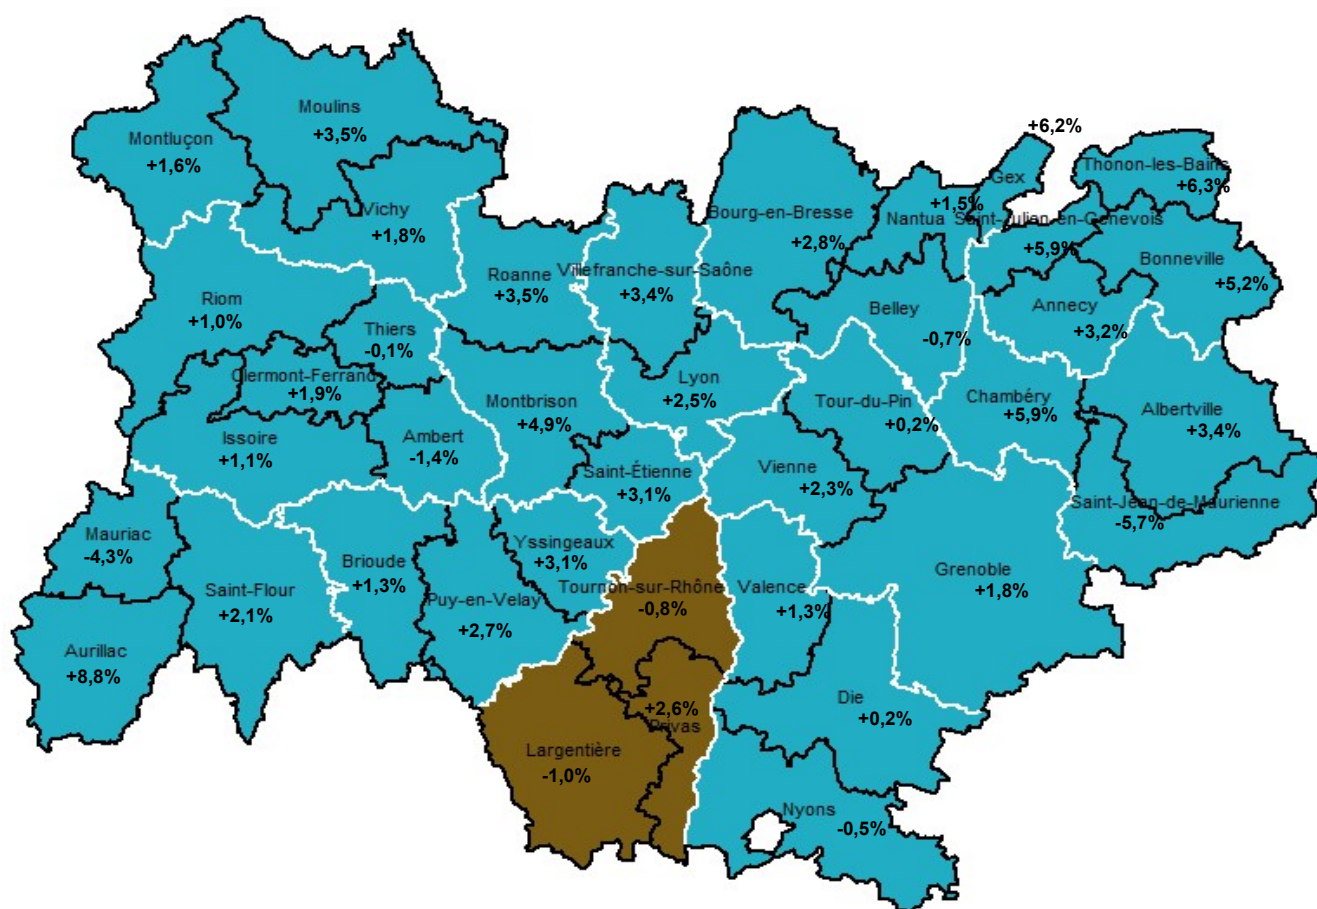 Moulins
+3,5%
Montluçon
+1,6%
Vichy
+1,8%
Riom
+1,0%
Thiers
-0,1%
Clermont-Ferrand
+1,9%
Issoire
+1,1%
Ambert
-1,4%
Mauriac
-4,3%
Saint-Flour
+2,1%
Aurillac
+8,8%
Brioude
+1,3%
Puy-en-Velay
+2,7%
Yssingeaux
+3,1%
Roanne
+3,5%
Montbrison
+4,9%
Saint-Étienne
+3,1%
Villefranche-sur-Saône
+3,4%
Lyon
+2,5%
Bourg-en-Bresse
+2,8%
Nantua
+1,5%
Gex
+6,2%
Belley
-0,7%
Thonon-les-Bains
+6,3%
Saint-Julien-en-Genevois
+5,9%
Bonneville
+5,2%
Annecy
+3,2%
Chambéry
+5,9%
Albertville
+3,4%
Saint-Jean-de-Maurienne
-5,7%
Tour-du-Pin
+0,2%
Vienne
+2,3%
Grenoble
+1,8%
Valence
+1,3%
Die
+0,2%
Nyons
-0,5%
Tournon-sur-Rhône
-0,8%
+2,6%
Privas
Largentière
-1,0%